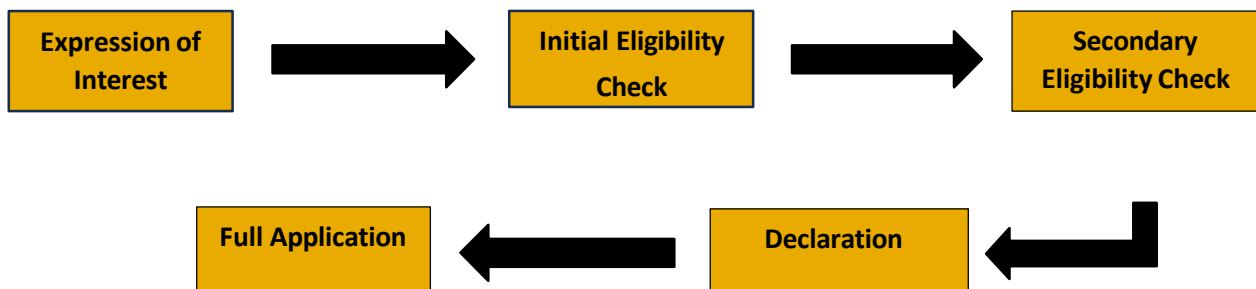 Expression of
Interest
Initial Eligibility
Check
Secondary
Eligibility Check
Declaration
Full Application